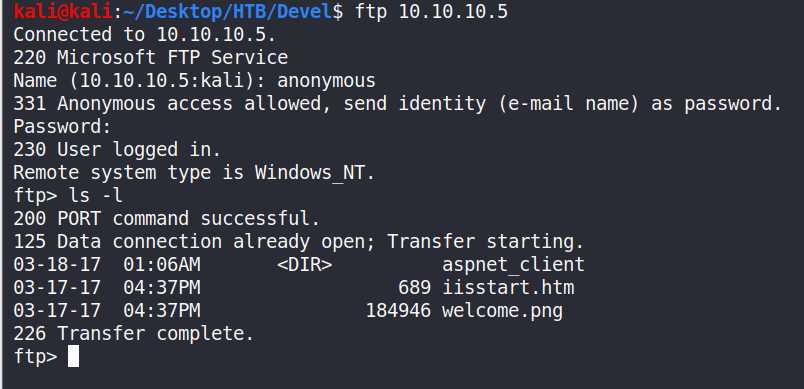 kali@kali:~/Desktop/HTB/Devel$ ftp 10.10.10.5
Connected to 10.10.10.5.
220 Microsoft FTP Service
Name (10.10.10.5:kali): anonymous
331 Anonymous access allowed, send identity (e-mail name) as password.
Password:
230 User logged in.
Remote system type is Windows_NT.
ftp> ls -l
200 PORT command successful.
125 Data connection already open; Transfer starting.
03-18-17  01:06AM       <DIR>          aspnet_client
03-17-17  04:37PM                  689 iisstart.htm
03-17-17  04:37PM               184946 welcome.png
226 Transfer complete.
ftp>